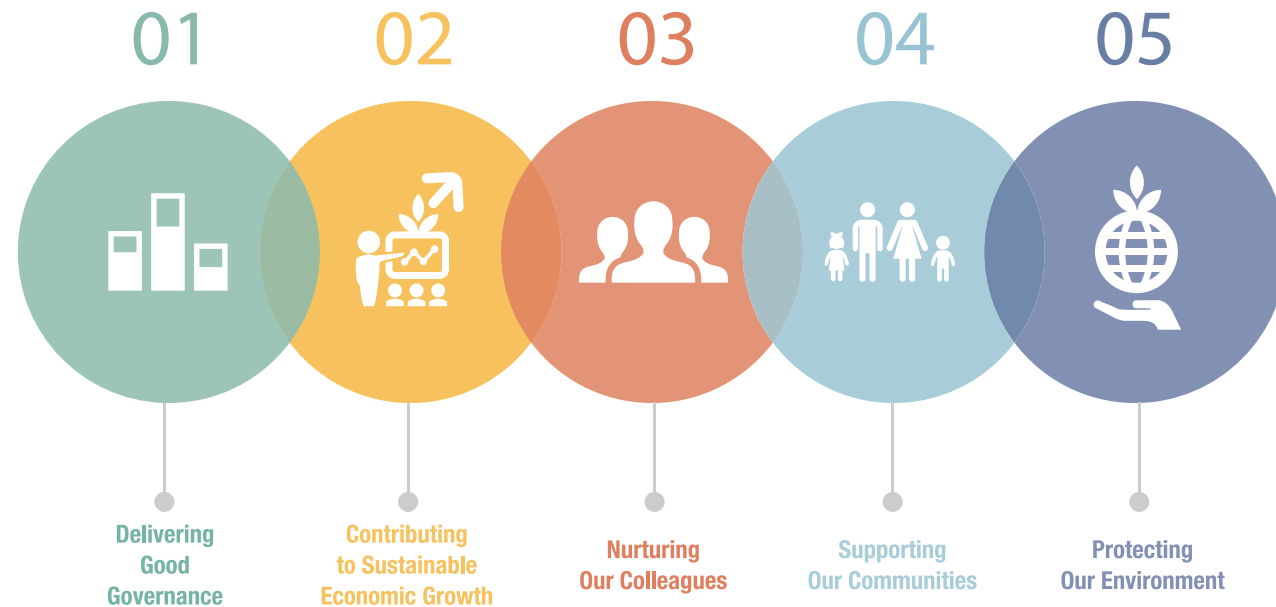 01
02
03
04
05
Delivering
Good
Governance
Contributing
to Sustainable
Economic Growth
Nurturing
Our Colleagues
Supporting
Our Communities
Protecting
Our Environment